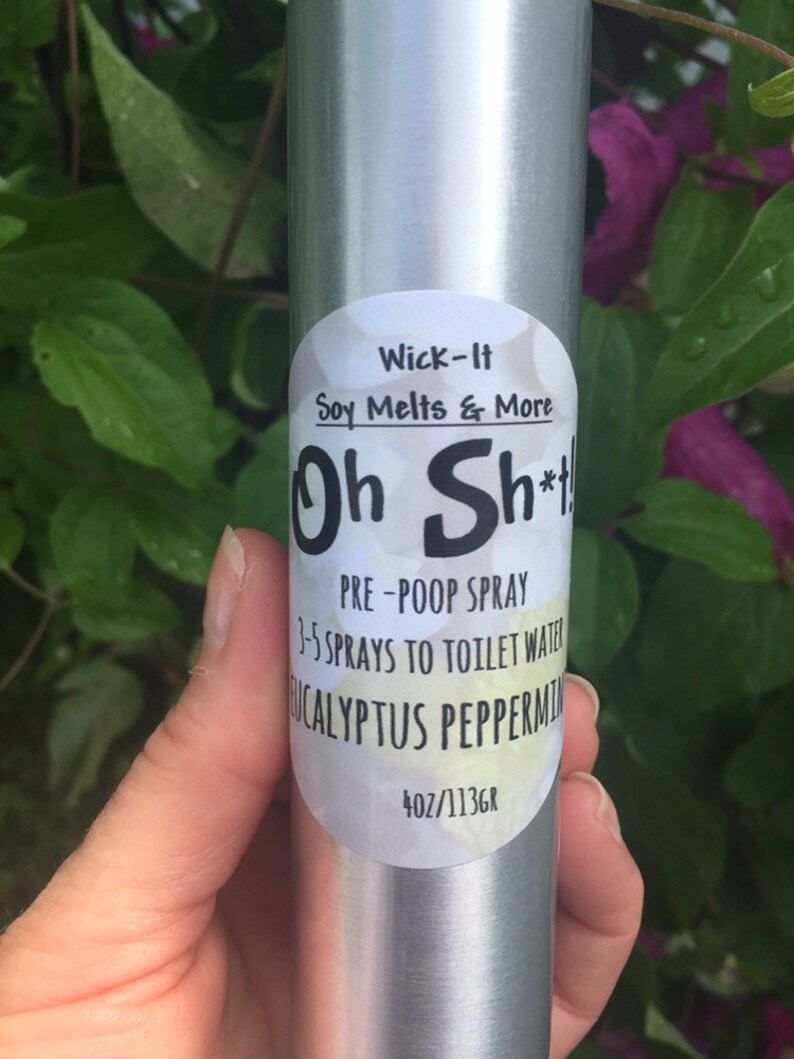 Wick-It
Soy Melts & More
Oh Sh*t!
PRE-POOP SPRAY
3-5 SPRAYS TO TOILET WATER
EUCALYPTUS PEPPERMIN
4OZ/113GR